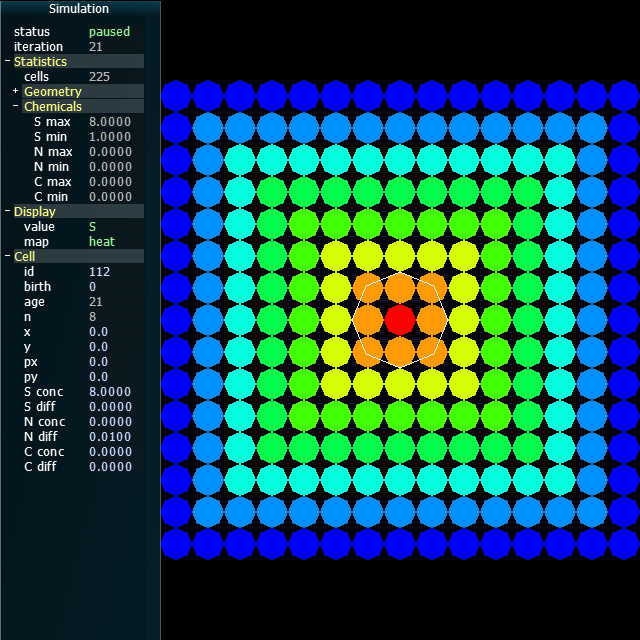 Simulation
status paused
iteration 21
- Statistics
cells 225
+ Geometry
- Chemicals
S max 8.0000
S min 1.0000
N max 0.0000
N min 0.0000
C max 0.0000
C min 0.0000
- Display
value S
map heat
- Cell
id 112
birth 0
age 21
n 8
x 0.0
y 0.0
px 0.0
py 0.0
S conc 8.0000
S diff 0.0000
N conc 0.0000
N diff 0.0100
C conc 0.0000
C diff 0.0000